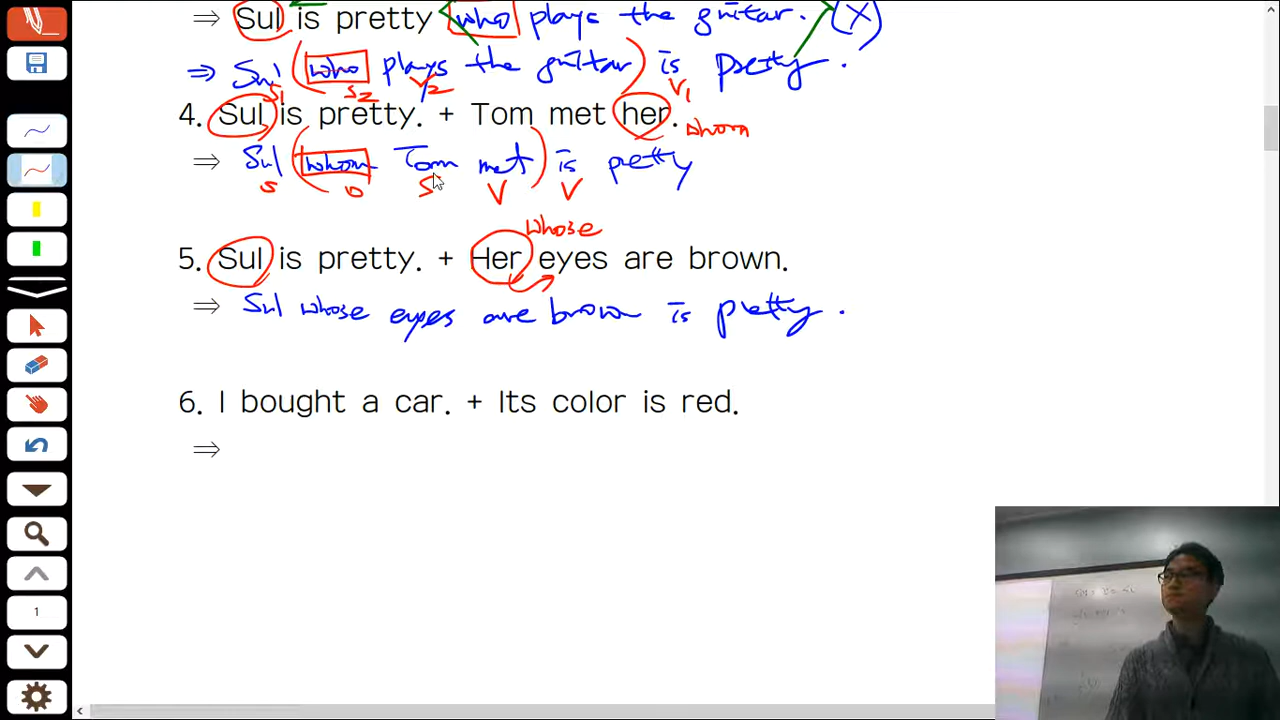 ⇒ Sul is pretty who plays the guitar. (X)
⇒ Sul (who plays the guitar) is pretty.
S1 S2 V2 V1
4. Sul is pretty. + Tom met her.
whom
⇒ Sul (whom Tom met) is pretty
S O S V V
whose
5. Sul is pretty. + Her eyes are brown.
⇒ Sul whose eyes are brown is pretty.
6. I bought a car. + Its color is red.
⇒
1